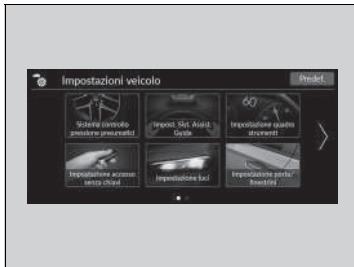 Impostazioni veicolo
Predef.
Sistema controllo
pressione pneumatici
Impost. Sist. Assist.
Guida
Impostazione quadro
strumenti
Impostazione accesso
senza chiavi
Impostazione luci
Impostazione porta/
finestrini